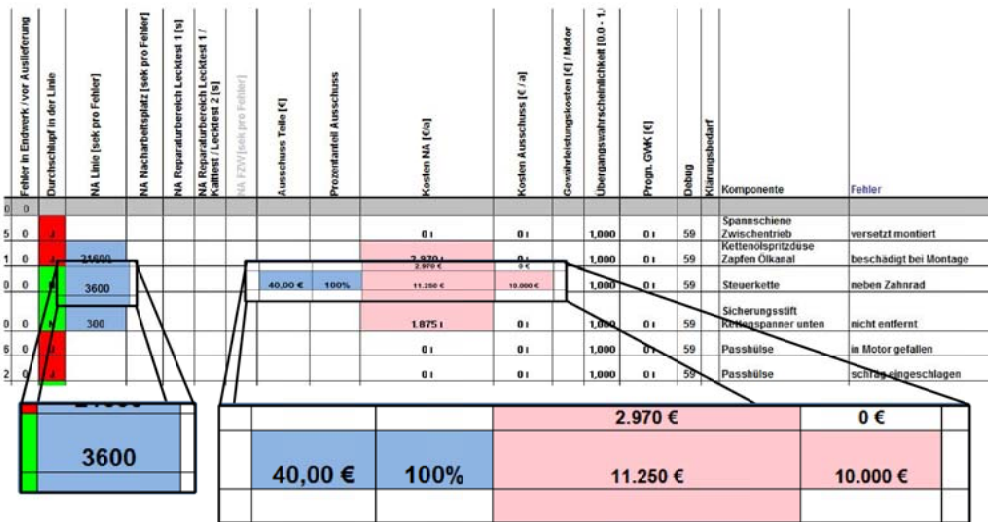 Fehler in Endwerk / vor Auslieferung
Durchschlupf in der Linie
NA Linie [sek pro Fehler]
NA Nacharbeitsplatz [sek pro Fehler]
NA Reparaturbereich Lecktest 1 [s]
NA Reparaturbereich Lecktest 1 /
Kalttest / Lecktest 2 [s]
NA FZW [sek pro Fehler]
Ausschuss Teile [€]
Prozentanteil Ausschuss
Kosten NA [€/a]
Kosten Ausschuss [€ / a]
Gewährleistungskosten [€] / Motor
Übergangswahrscheinlichkeit [0.0 - 1.
Progn. GWK [€]
Debug
Klärungsbedarf
Komponente
Fehler
0 0
5 0 J 0 1,000 0 59 Spannschiene
Zwischentrieb versetzt montiert
1 0 21600 2.970 0 1,000 0 59 Kettenölspritzdüse
Zapfen Ölkanal beschädigt bei Montage
2.970 € 0 €
0 0 3600 40,00 € 100% 11.250 € 10.000 € 1,000 0 59 Steuerkette neben Zahnrad
0 0 300 1.875 0 1,000 0 59 Sicherungsstift
Kettenspanner unten nicht entfernt
6 0 0 0 1,000 0 59 Passhülse in Motor gefallen
2 0 0 0 1,000 0 59 Passhülse schräg eingeschlagen
2.970 € 0 €
3600
40,00 € 100% 11.250 € 10.000 €